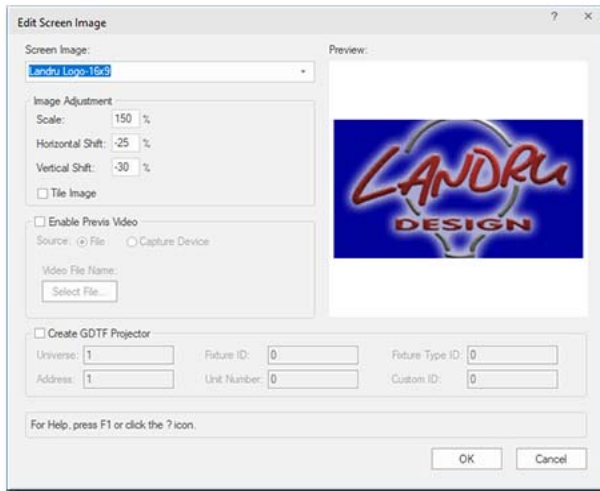 Edit Screen Image
? ×
Screen Image:
Preview:
Landru Logo-16x9
Image Adjustment
Scale: 150 %
Horizontal Shift: -25 %
Vertical Shift: -30 %
Tile Image
LANDRU
DESIGN
Enable Previs Video
Source: File Capture Device
Video File Name:
Select File...
Create GDTF Projector
Universe: 1 Fixture ID: 0 Fixture Type ID: 0
Address: 1 Unit Number: 0 Custom ID: 0
For Help, press F1 or click the ? icon.
OK Cancel